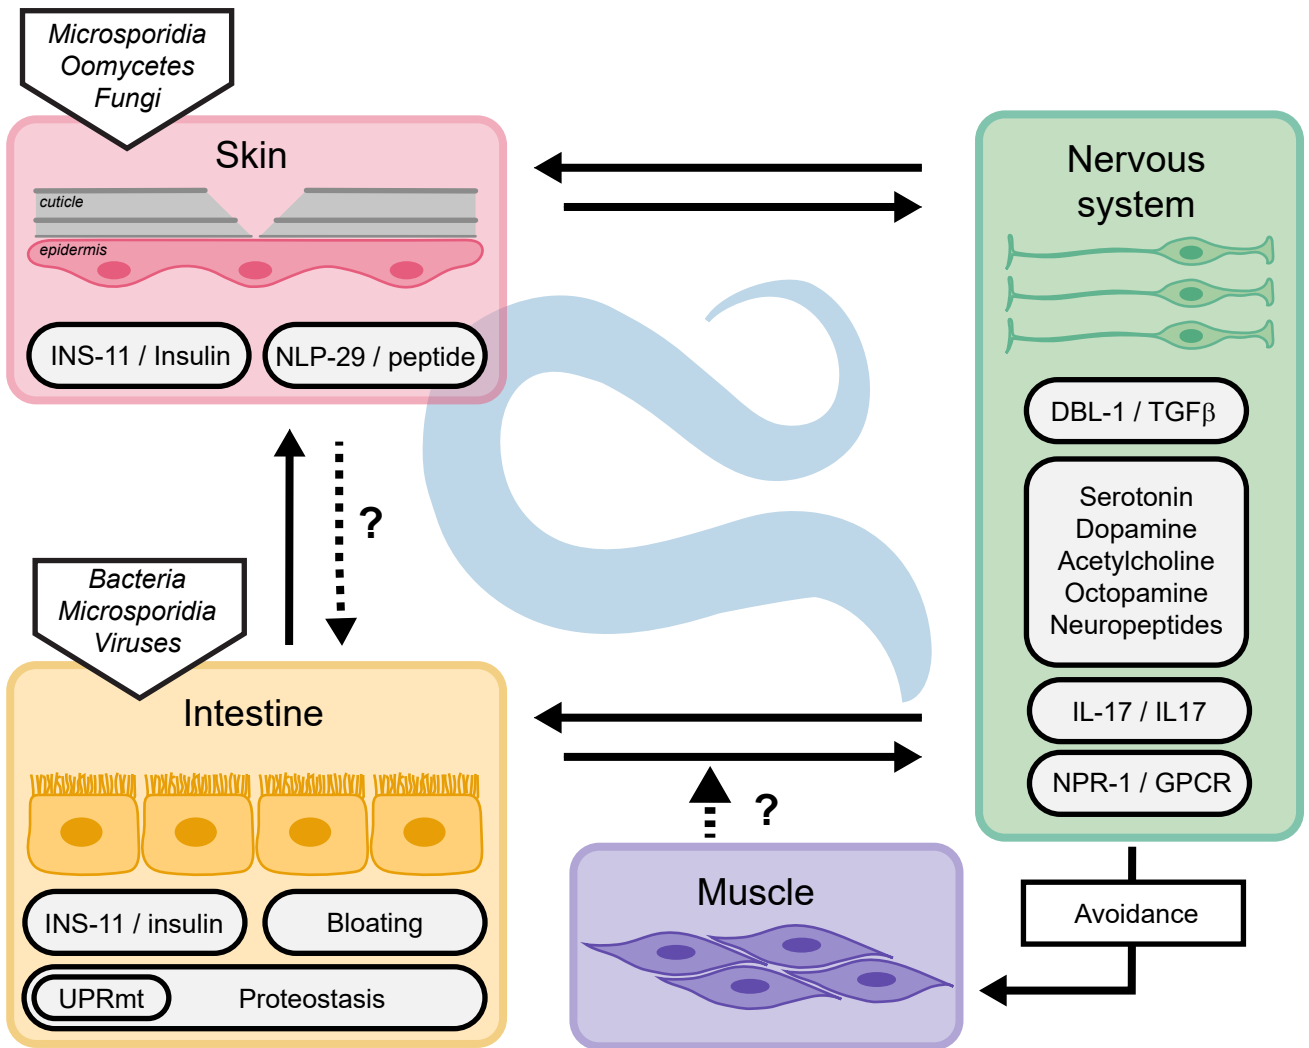 Microsporidia
Oomycetes
Fungi
Skin
cuticle
epidermis
INS-11 / Insulin
NLP-29 / peptide
Nervous
system
DBL-1 / TGFβ
Serotonin
Dopamine
Acetylcholine
Octopamine
Neuropeptides
IL-17 / IL17
NPR-1 / GPCR
?
Bacteria
Microsporidia
Viruses
Intestine
INS-11 / insulin
Bloating
UPRmt
Proteostasis
?
Muscle
Avoidance